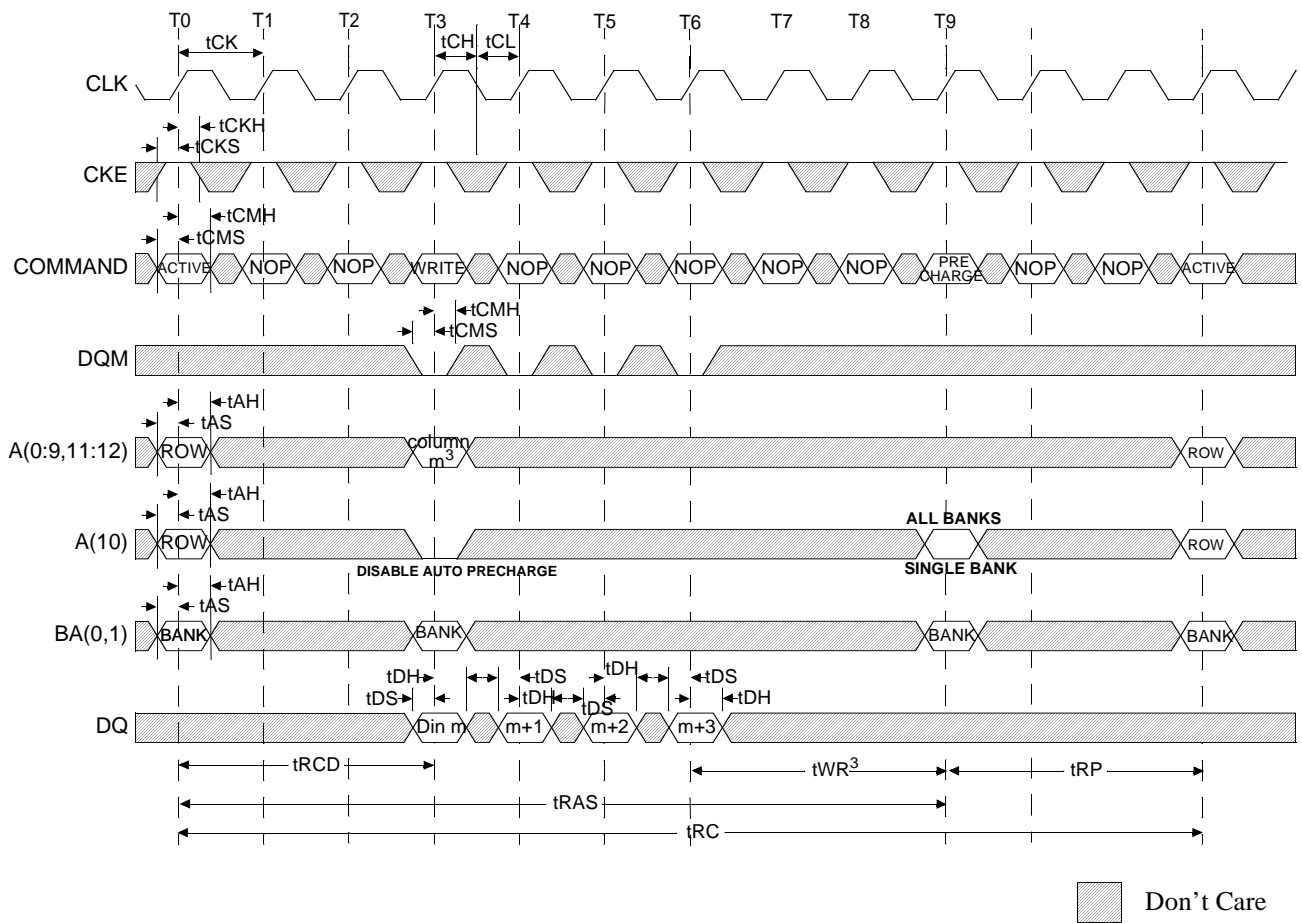 T0 T1 T2 T3 T4 T5 T6 T7 T8 T9
tCK tCH tCL
CLK
tCKH
tCKS
CKE
tCMH
tCMS
COMMAND ACTIVE NOP NOP WRITE NOP NOP NOP NOP NOP PRE CHARGE NOP NOP ACTIVE
tCMH
tCMS
DQM
tAH
tAS
A(0:9,11:12) ROW column m³ ROW
tAH
tAS
ALL BANKS
A(10) ROW ROW
DISABLE AUTO PRECHARGE SINGLE BANK
tAH
tAS
BA(0,1) BANK BANK BANK BANK
tDH tDS tDH tDS
tDS tDH tDS tDH
DQ Din m m+1 m+2 m+3
tRCD tWR³ tRP
tRAS
tRC
Don't Care